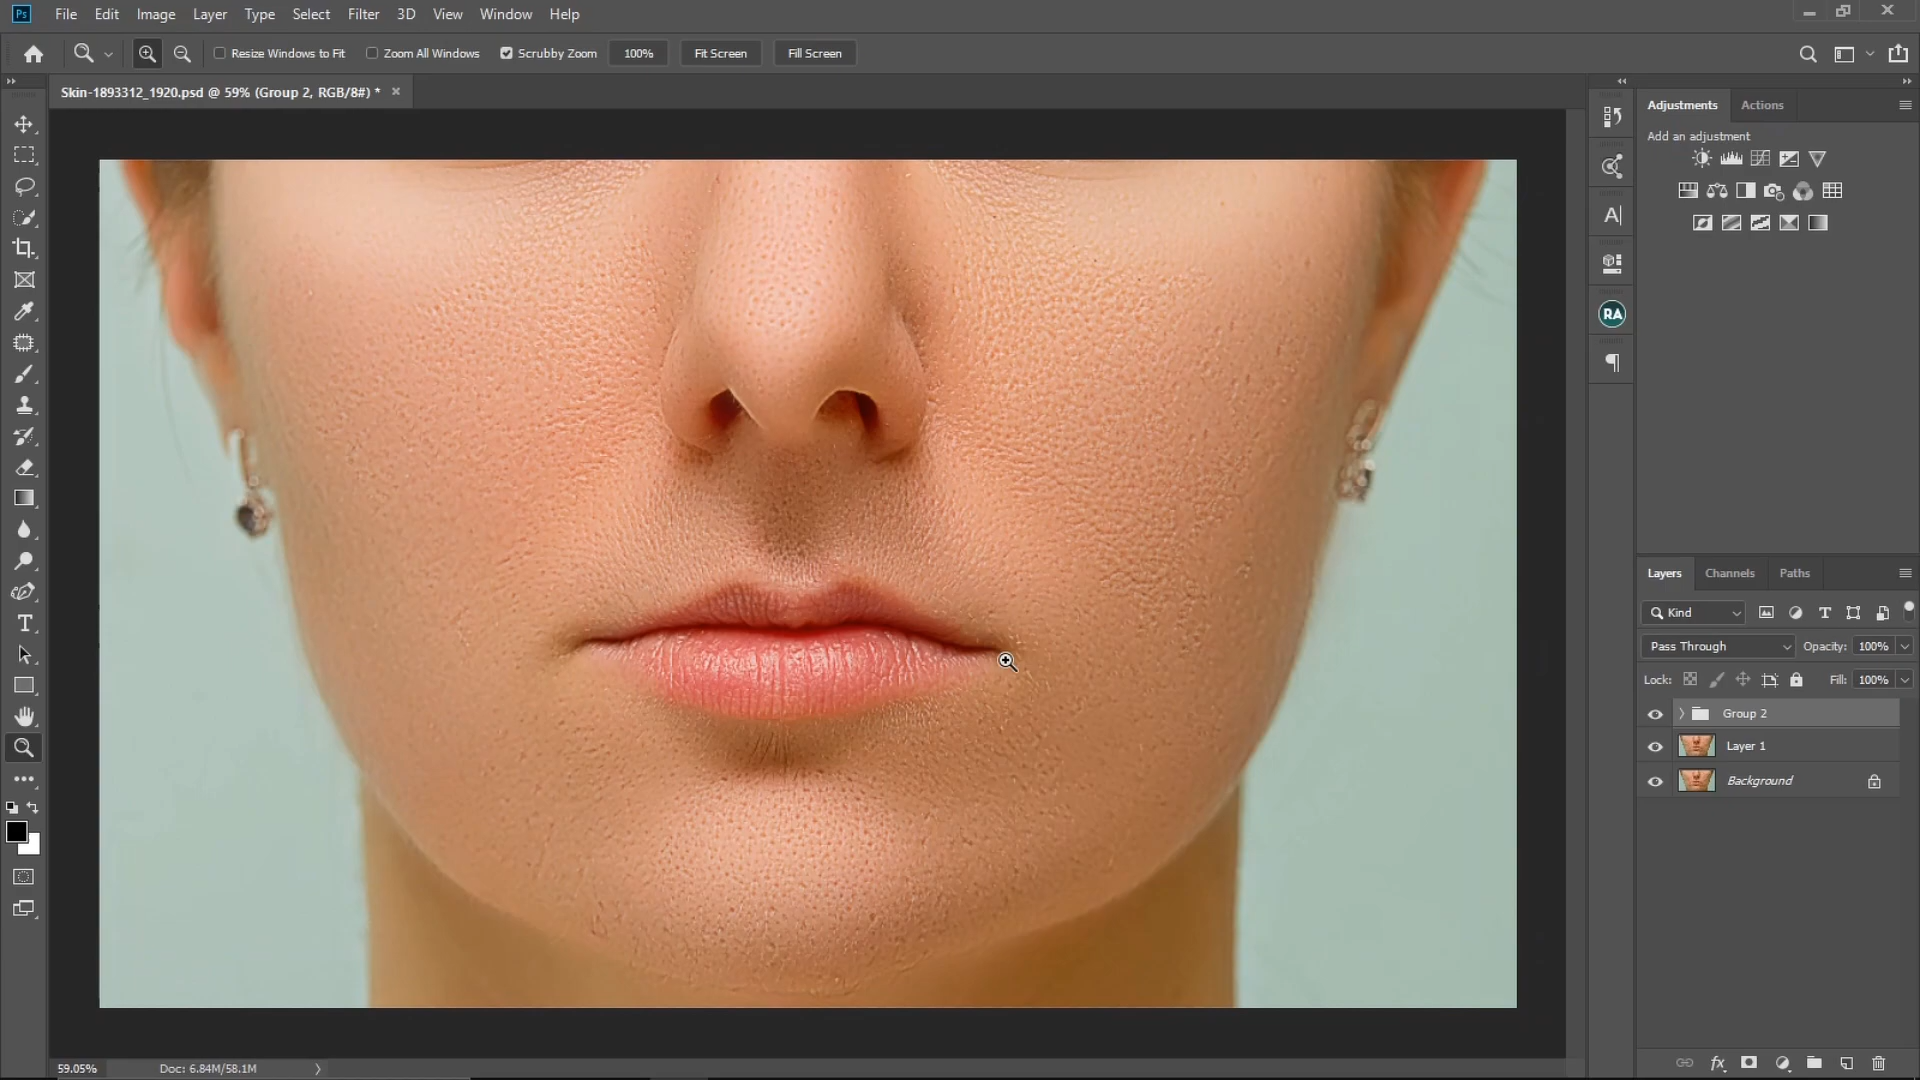 Ps File Edit Image Layer Type Select Filter 3D View Window Help
Resize Windows to Fit Zoom All Windows Scrubby Zoom 100% Fit Screen Fill Screen
Skin-1893312_1920.psd @ 59% (Group 2, RGB/8#) *
Adjustments Actions
Add an adjustment
A
RA
Layers Channels Paths
Kind
Pass Through Opacity: 100%
Lock: Fill: 100%
Group 2
Layer 1
Background
fx
59.05% Doc: 6.84M/58.1M